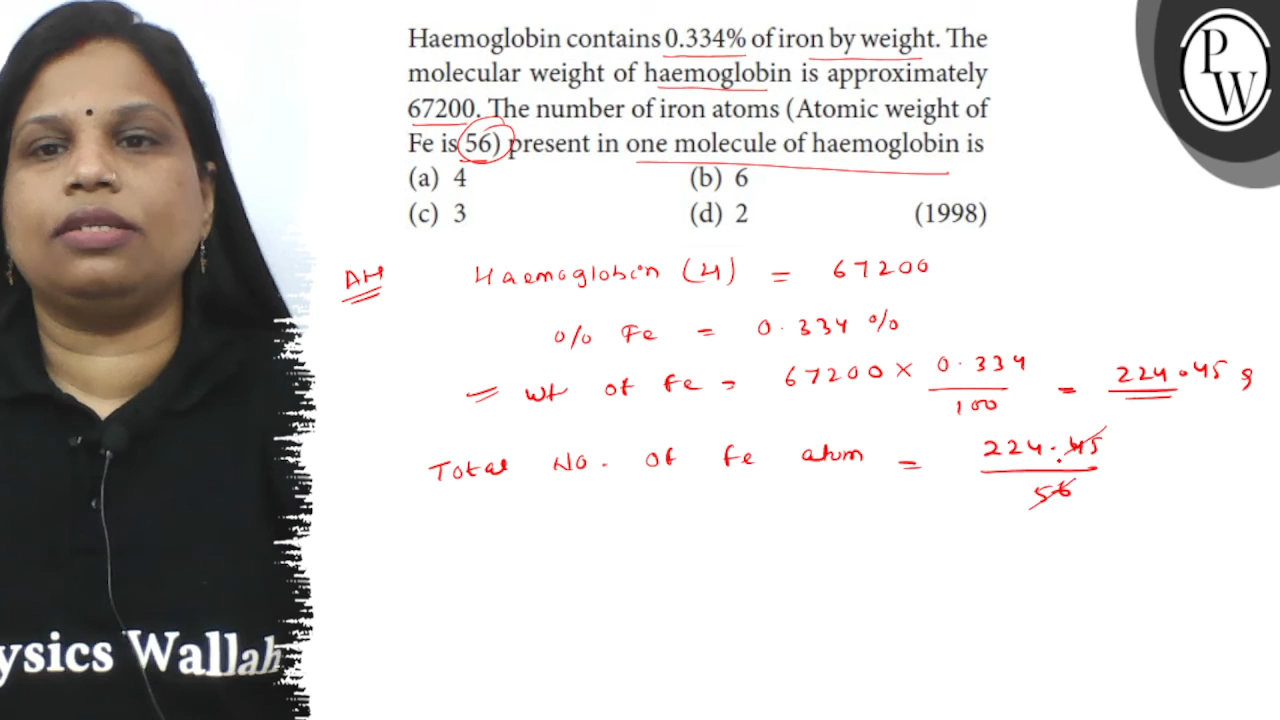 Haemoglobin contains 0.334% of iron by weight. The
molecular weight of haemoglobin is approximately
67200. The number of iron atoms (Atomic weight of
Fe is 56) present in one molecule of haemoglobin is
(a) 4 (b) 6
(c) 3 (d) 2 (1998)
PW
Haemoglobin (M) = 67200
% Fe = 0.334 %
= wt of Fe = 67200 × 0.334 / 100 = 224.45 g
Total No. of Fe atom = 224.45 / 56
ysics Wallah